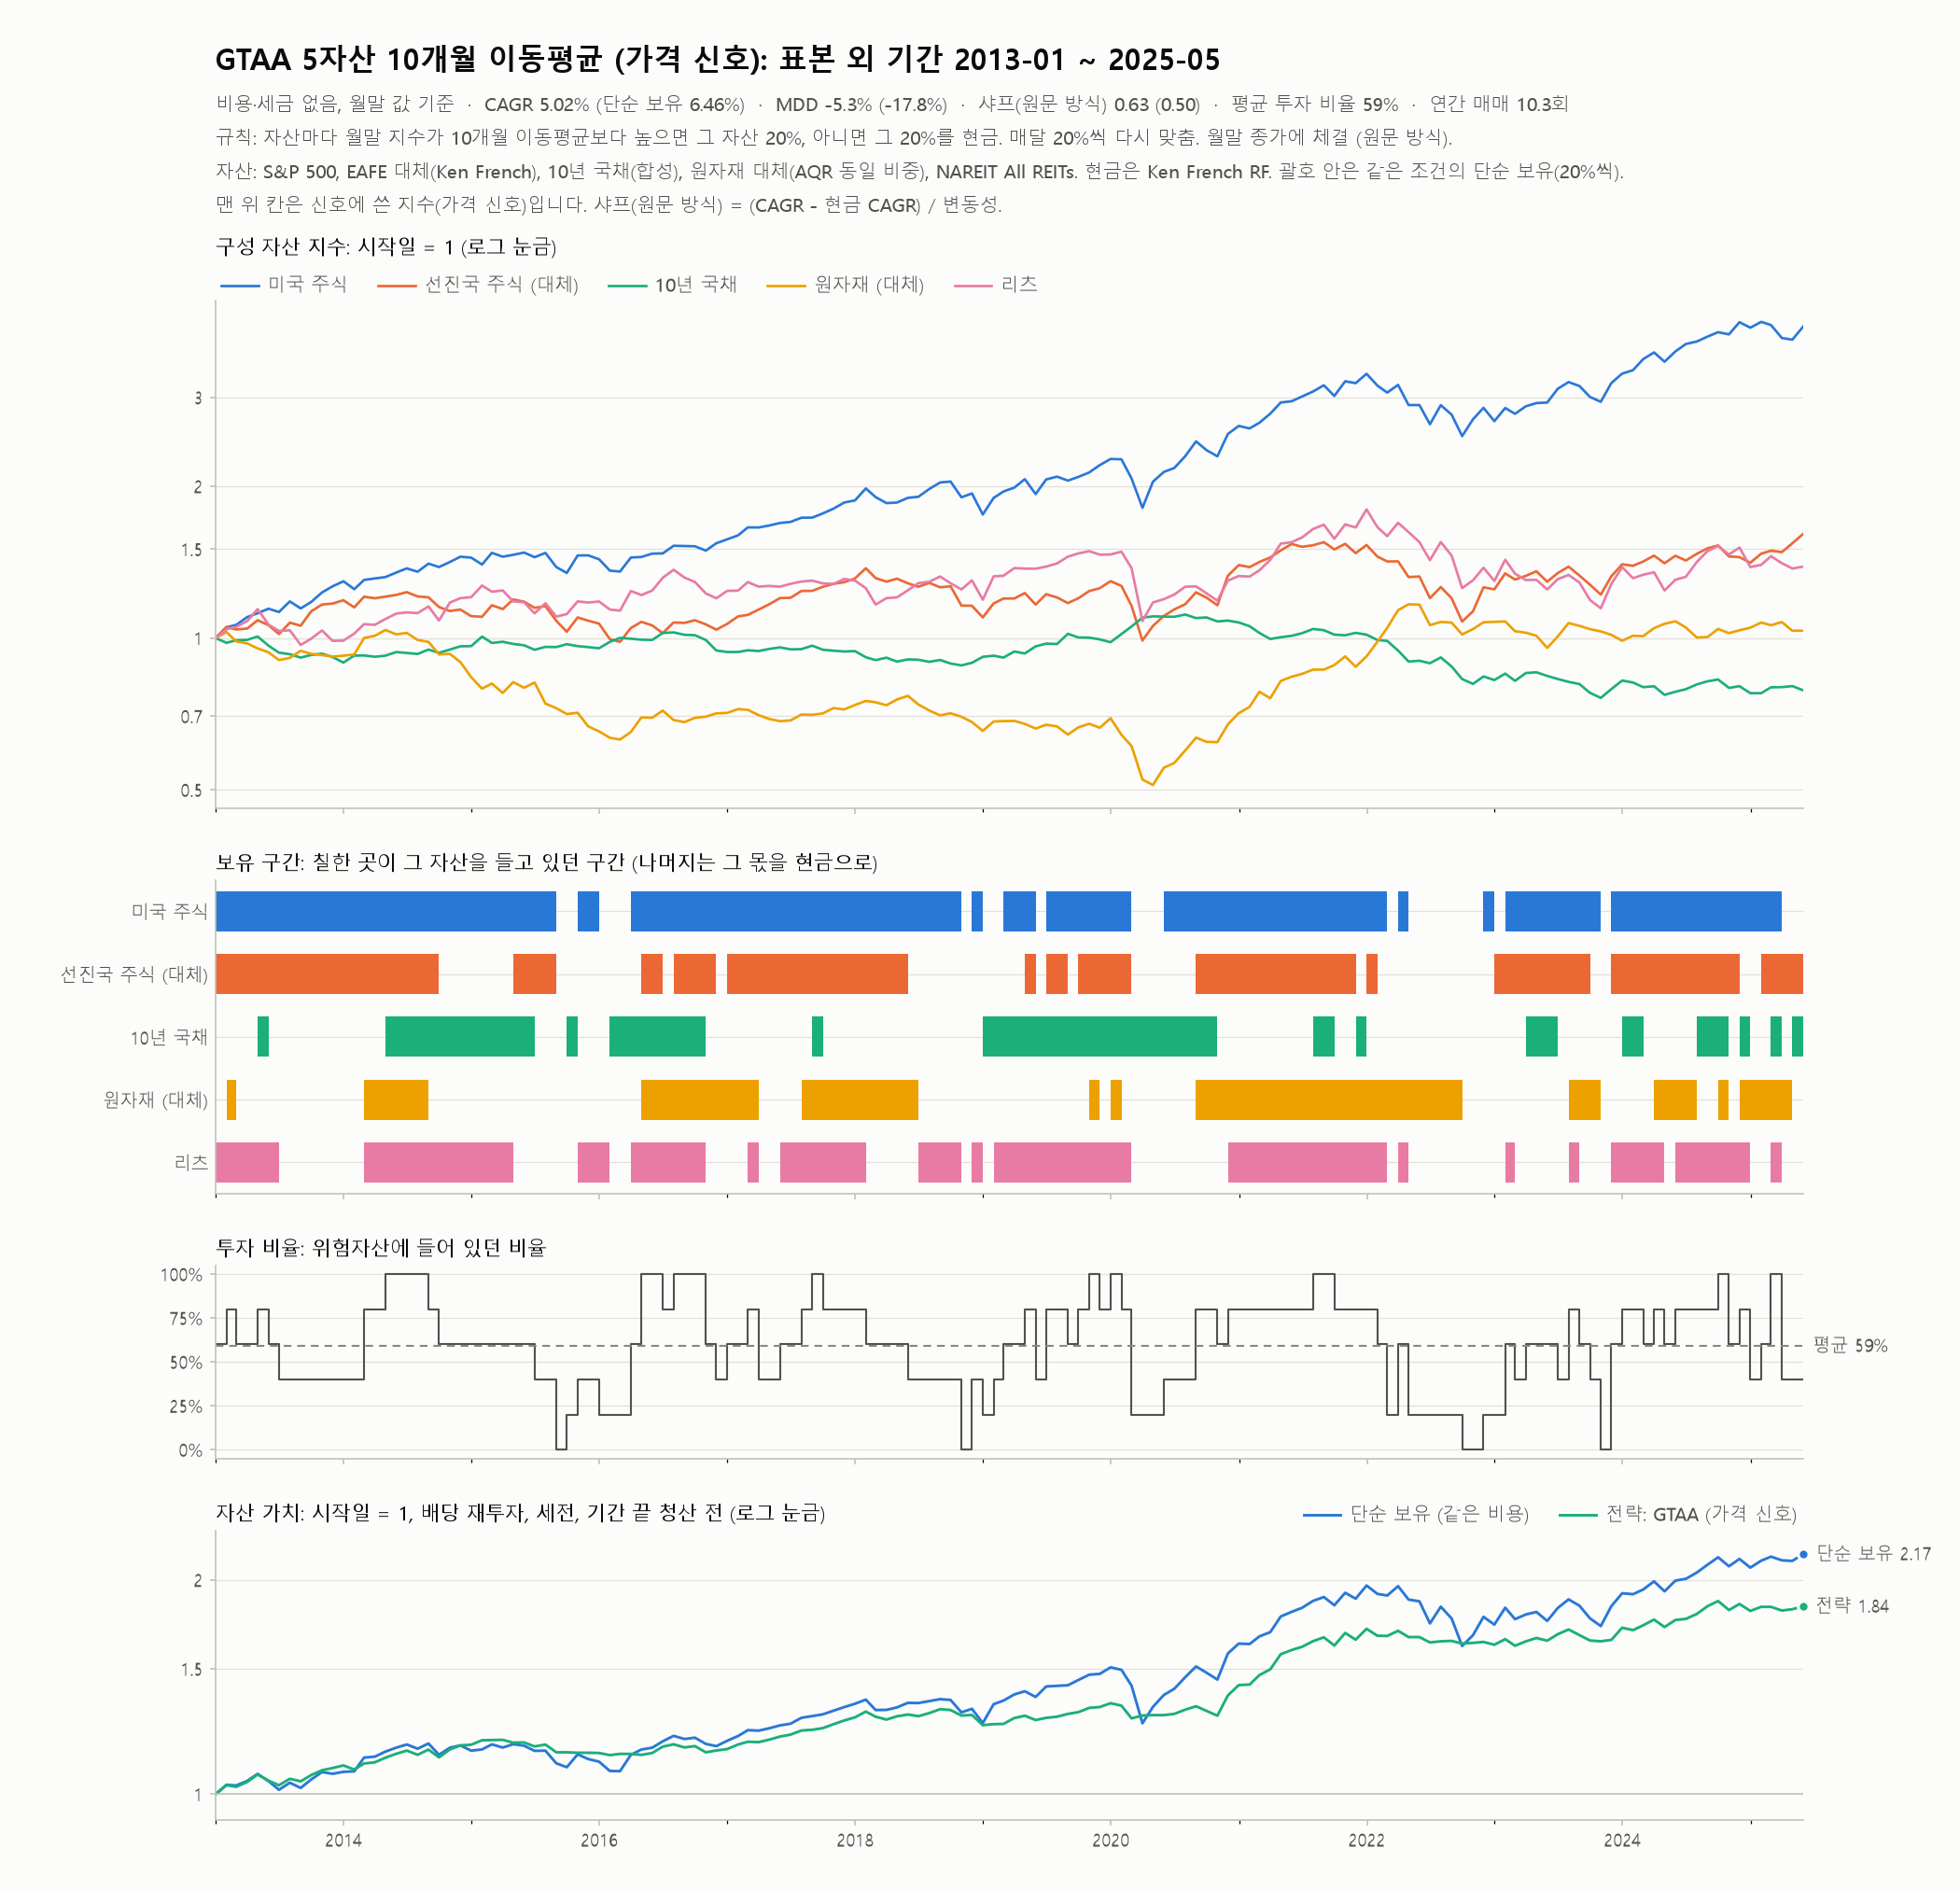 GTAA 5자산 10개월 이동평균 (가격 신호): 표본 외 기간 2013-01 ~ 2025-05
비용·세금 없음, 월말 값 기준 · CAGR 5.02% (단순 보유 6.46%) · MDD -5.3% (-17.8%) · 샤프(원문 방식) 0.63 (0.50) · 평균 투자 비율 59% · 연간 매매 10.3회
규칙: 자산마다 월말 지수가 10개월 이동평균보다 높으면 그 자산 20%, 아니면 그 20%를 현금. 매달 20%씩 다시 맞춤. 월말 종가에 체결 (원문 방식).
자산: S&P 500, EAFE 대체(Ken French), 10년 국채(합성), 원자재 대체(AQR 동일 비중), NAREIT All REITs. 현금은 Ken French RF. 괄호 안은 같은 조건의 단순 보유(20%씩).
맨 위 칸은 신호에 쓴 지수(가격 신호)입니다. 샤프(원문 방식) = (CAGR - 현금 CAGR) / 변동성.
구성 자산 지수: 시작일 = 1 (로그 눈금)
미국 주식 선진국 주식 (대체) 10년 국채 원자재 (대체) 리츠
3
2
1.5
1
0.7
0.5
보유 구간: 칠한 곳이 그 자산을 들고 있던 구간 (나머지는 그 몫을 현금으로)
미국 주식
선진국 주식 (대체)
10년 국채
원자재 (대체)
리츠
투자 비율: 위험자산에 들어 있던 비율
100%
75%
평균 59%
50%
25%
0%
자산 가치: 시작일 = 1, 배당 재투자, 세전, 기간 끝 청산 전 (로그 눈금)
단순 보유 (같은 비용) 전략: GTAA (가격 신호)
단순 보유 2.17
2
전략 1.84
1.5
1
2014 2016 2018 2020 2022 2024